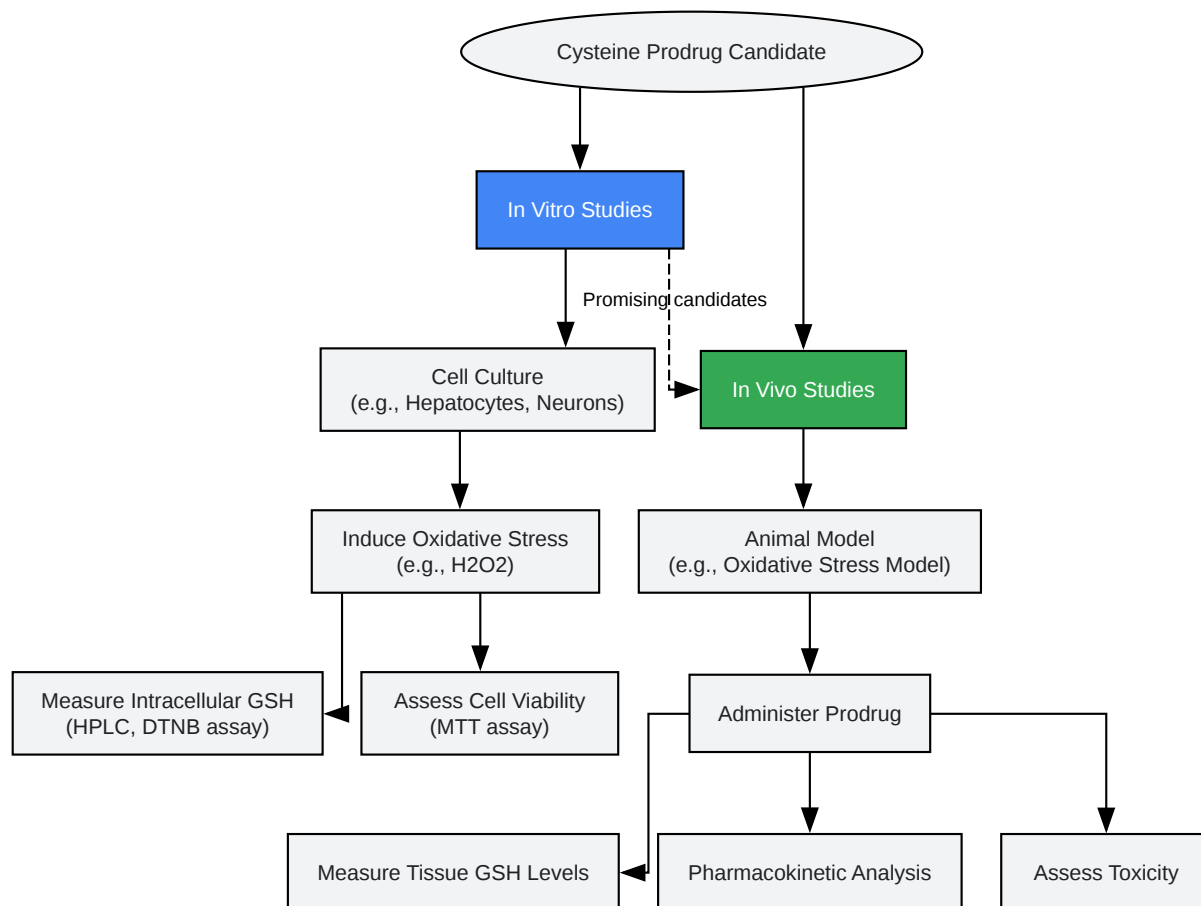 Cysteine Prodrug Candidate
In Vitro Studies
Promising candidates
Cell Culture
(e.g., Hepatocytes, Neurons)
In Vivo Studies
Induce Oxidative Stress
(e.g., H2O2)
Animal Model
(e.g., Oxidative Stress Model)
Measure Intracellular GSH
(HPLC, DTNB assay)
Assess Cell Viability
(MTT assay)
Administer Prodrug
Measure Tissue GSH Levels
Pharmacokinetic Analysis
Assess Toxicity